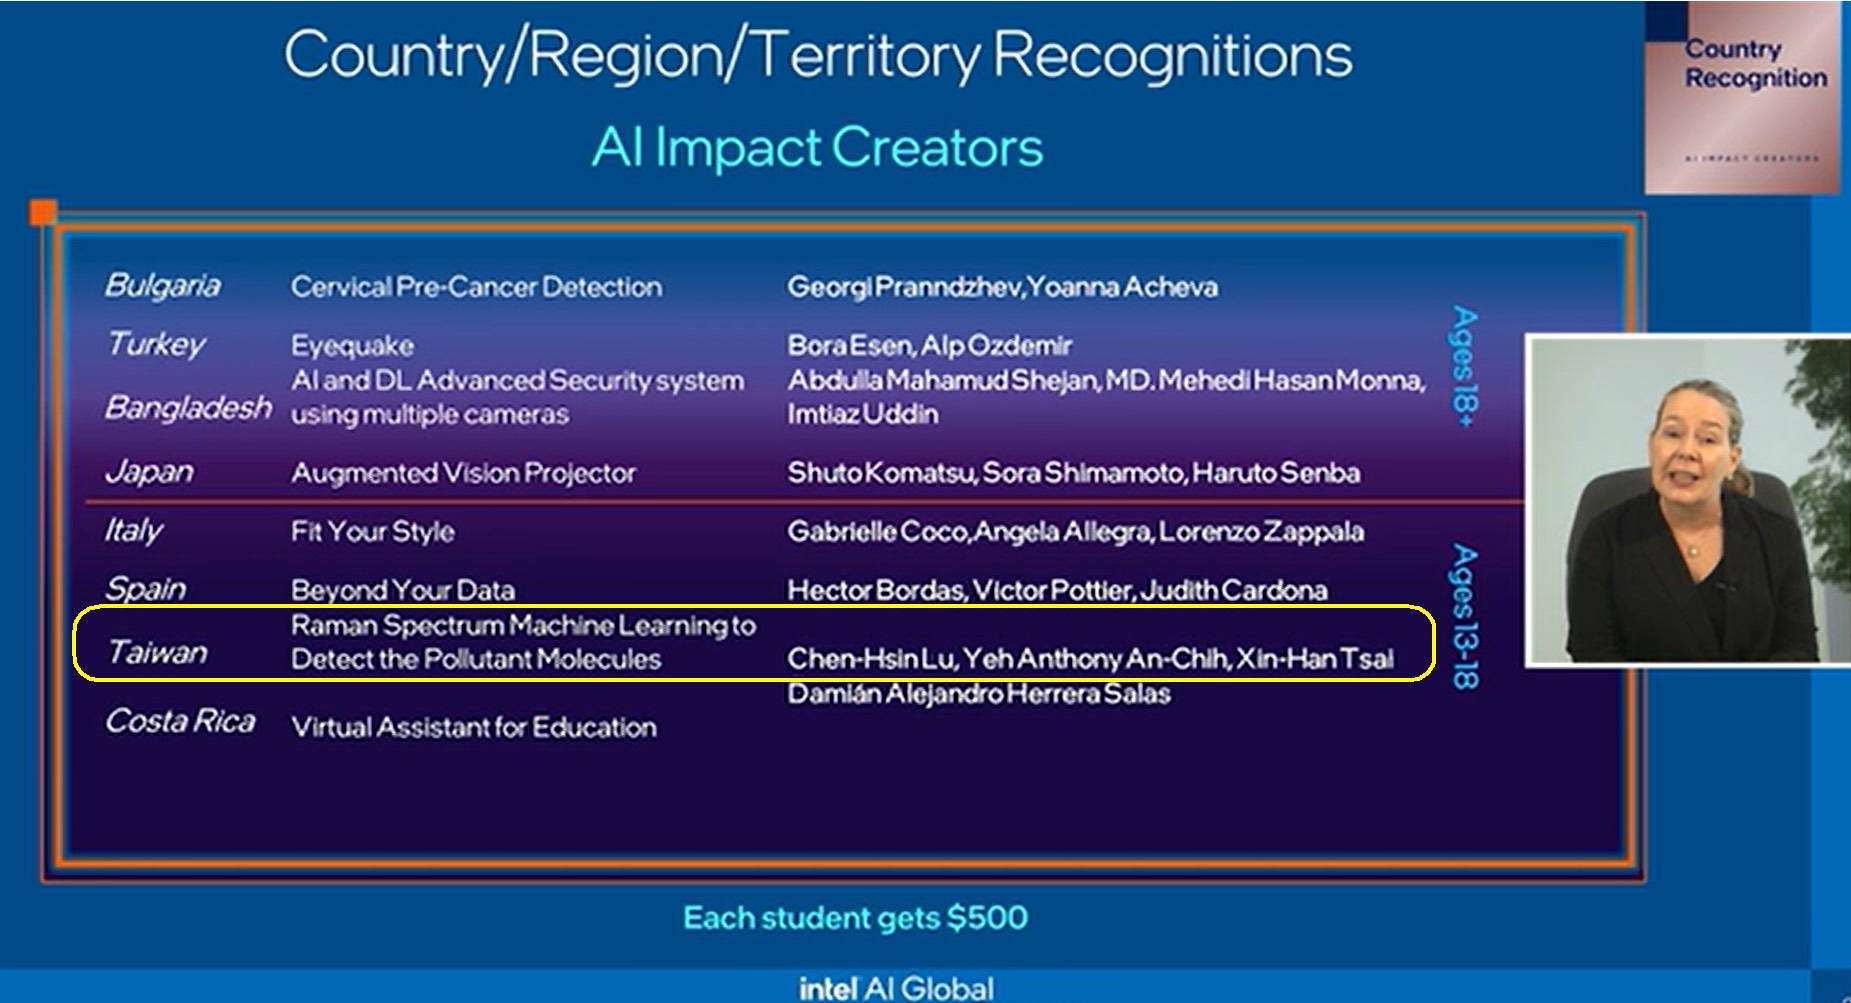 Country/Region/Territory Recognitions
AI Impact Creators
Country
Recognition
AI IMPACT CREATORS
Bulgaria Cervical Pre-Cancer Detection Georgi Pranndzhev,Yoanna Acheva
Turkey Eyequake Bora Esen, Alp Ozdemir
Bangladesh AI and DL Advanced Security system Abdulla Mahamud Shejan, MD. Mehedi Hasan Monna,
using multiple cameras Imtiaz Uddin
Japan Augmented Vision Projector Shuto Komatsu, Sora Shimamoto, Haruto Senba
Ages 18+
Italy Fit Your Style Gabrielle Coco,Angela Allegra, Lorenzo Zappala
Spain Beyond Your Data Hector Bordas, Victor Pottier, Judith Cardona
Raman Spectrum Machine Learning to
Taiwan Detect the Pollutant Molecules Chen-Hsin Lu, Yeh Anthony An-Chih, Xin-Han Tsai
Damián Alejandro Herrera Salas
Costa Rica Virtual Assistant for Education
Ages 13-18
Each student gets $500
intel AI Global